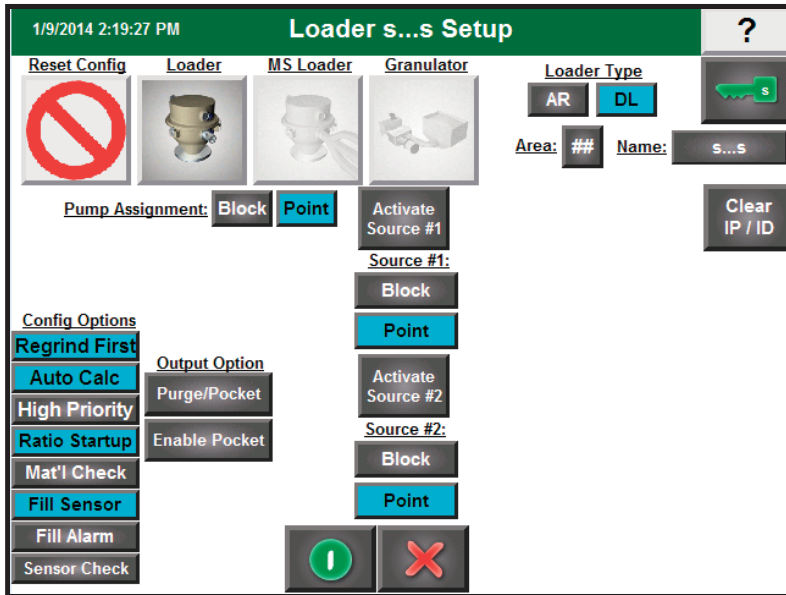 1/9/2014 2:19:27 PM
Loader s...s Setup
?
Reset Config
Loader
MS Loader
Granulator
Loader Type
AR
DL
s
Area:
##
Name:
s...s
Pump Assignment:
Block
Point
Activate
Source #1
Clear
IP / ID
Source #1:
Block
Point
Config Options
Regrind First
Auto Calc
High Priority
Ratio Startup
Mat'l Check
Fill Sensor
Fill Alarm
Sensor Check
Output Option
Purge/Pocket
Enable Pocket
Activate
Source #2
Source #2:
Block
Point